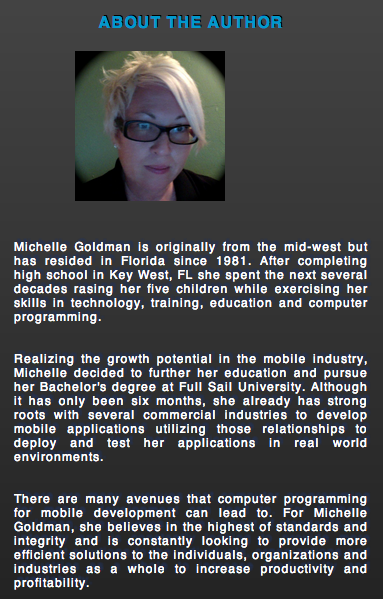 ABOUT THE AUTHOR
Michelle Goldman is originally from the mid-west but
has resided in Florida since 1981. After completing
high school in Key West, FL she spent the next several
decades rasing her five children while exercising her
skills in technology, training, education and computer
programming.
Realizing the growth potential in the mobile industry,
Michelle decided to further her education and pursue
her Bachelor's degree at Full Sail University. Although
it has only been six months, she already has strong
roots with several commercial industries to develop
mobile applications utilizing those relationships to
deploy and test her applications in real world
environments.
There are many avenues that computer programming
for mobile development can lead to. For Michelle
Goldman, she believes in the highest of standards and
integrity and is constantly looking to provide more
efficient solutions to the individuals, organizations and
industries as a whole to increase productivity and
profitability.